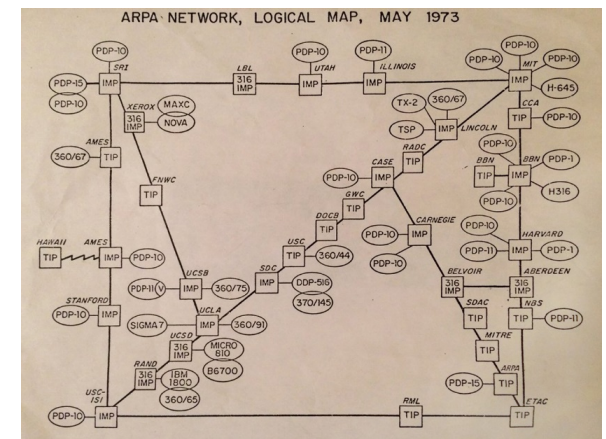 ARPA NETWORK, LOGICAL MAP, MAY 1973
PDP-10
SRI
PDP-15
IMP
PDP-10
LBL
316
IMP
PDP-10
UTAH
IMP
PDP-11
ILLINOIS
IMP
PDP-10
MIT
PDP-10
PDP-10
IMP
H-645
XEROX
MAXC
316
IMP
NOVA
TX-2
360/67
TSP
IMP
LINCOLN
CCA
TIP
PDP-10
AMES
360/67
TIP
RADC
TIP
PDP-10
BBN
BBN
PDP-1
TIP
IMP
PDP-10
H316
FNWC
TIP
CASE
PDP-10
IMP
GWC
TIP
DOCB
TIP
CARNEGIE
PDP-10
IMP
PDP-10
PDP-10
HARVARD
PDP-11
IMP
PDP-1
HAWAII
TIP
AMES
IMP
PDP-10
USC
TIP
360/44
SDC
IMP
DDP-516
370/145
BELVOIR
316
IMP
ABERDEEN
316
IMP
UCSB
PDP-11
V
IMP
360/75
STANFORD
PDP-10
IMP
UCLA
SIGMA7
IMP
360/91
SDAC
TIP
NBS
TIP
PDP-11
UCSD
316
IMP
MICRO
810
B6700
MITRE
TIP
RAND
316
IMP
IBM
1800
360/65
ARPA
PDP-15
TIP
USC-
ISI
PDP-10
IMP
RML
TIP
ETAC
TIP